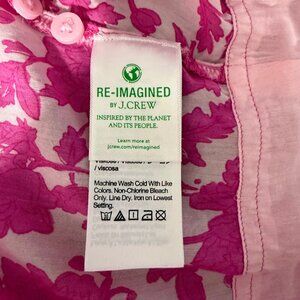 RE-IMAGINED
BY J.CREW
INSPIRED BY THE PLANET
AND ITS PEOPLE.
Learn more at
jcrew.com/reimagined
/ viscosa
Machine Wash Cold With Like
Colors. Non-Chlorine Bleach
Only. Line Dry. Iron on Lowest
Setting.